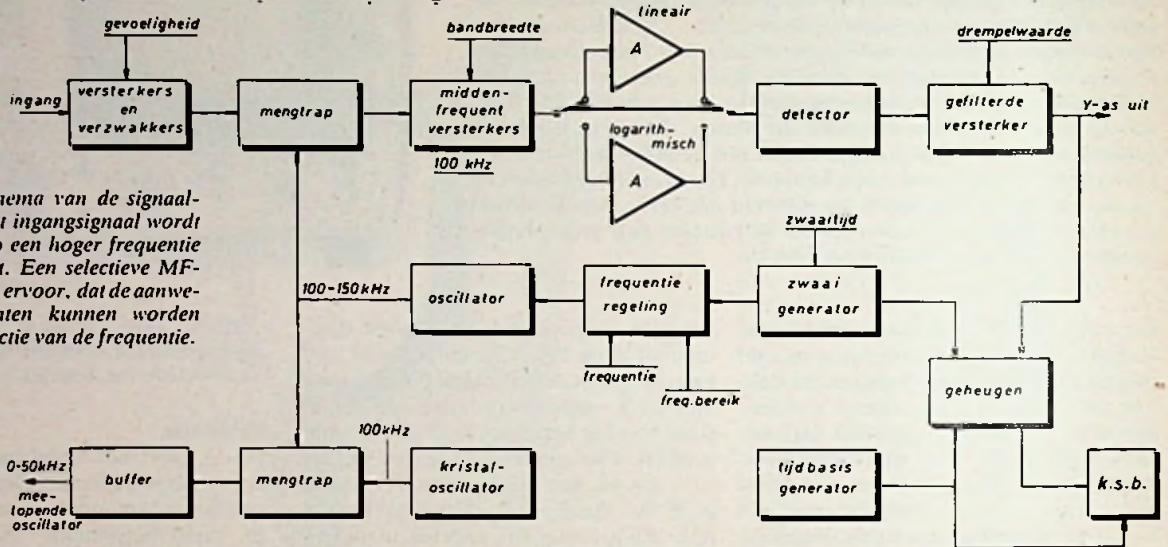 gevoeligheid
bandbreedte
lineair
drempelwaarde
ingang
versterkers
en
verzwakkers
mengtrap
midden-
frequent
versterkers
A
detector
gefilterde
versterker
Y-as uit
100 kHz
logarith-
misch
A
hema van de signaal-
t ingangsignaal wordt
een hoger frequentie
t. Een selectieve MF-
ervoor, dat de aanwe-
nten kunnen worden
ctie van de frequentie.
zwaaitijd
100-150kHz
oscillator
frequentie
regeling
zwaai
generator
frequentie
freq.bereik
geheugen
0-50kHz
mee-
lopende
oscillator
buffer
mengtrap
100kHz
kristal-
oscillator
tijdbasis
generator
k.s.b.